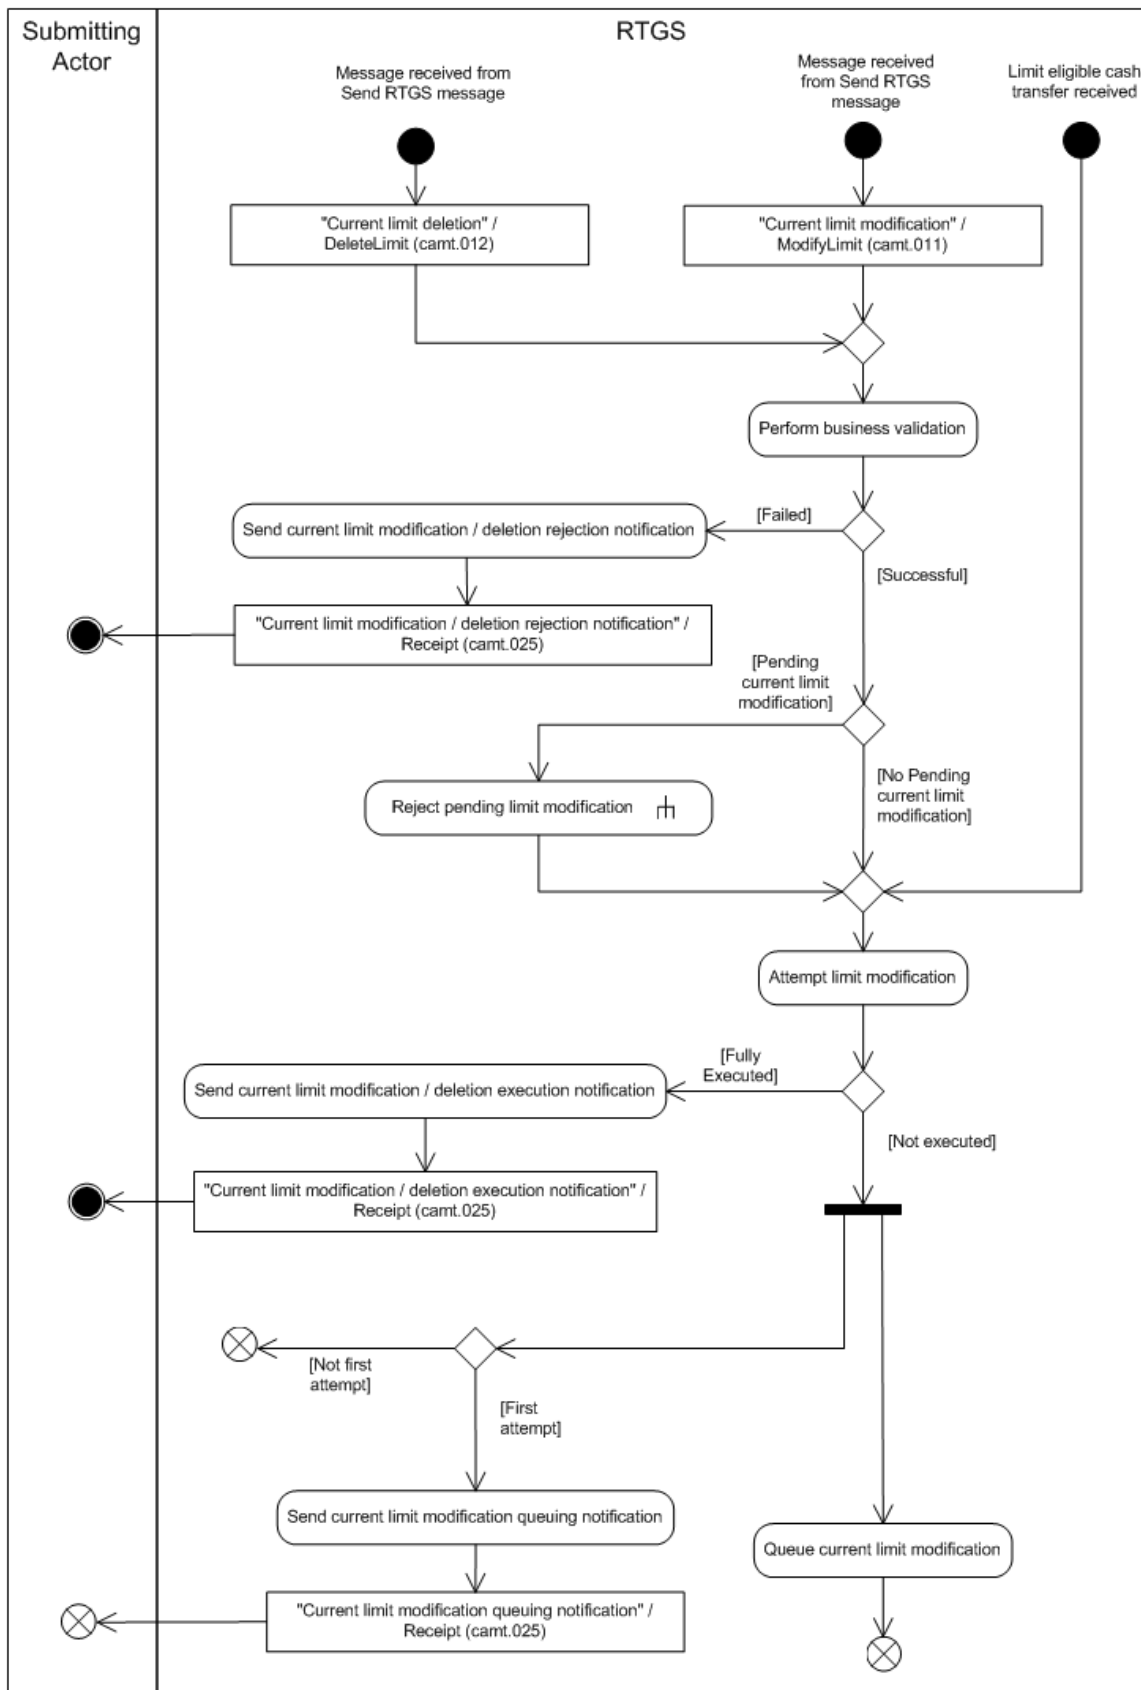 Submitting
Actor
RTGS
Message received from
Send RTGS
message
Message received
from Send RTGS
message
Limit eligible cash
transfer received
"Current limit deletion" /
DeleteLimit (camt.012)
"Current limit modification" /
ModifyLimit (camt.011)
Perform business validation
[Failed]
Send current limit modification / deletion rejection notification
[Successful]
"Current limit modification / deletion rejection notification" /
Receipt (camt.025)
[Pending
current limit
modification]
[No Pending
current limit
modification]
Reject pending limit modification
Attempt limit modification
[Fully
Executed]
Send current limit modification / deletion execution notification
[Not executed]
"Current limit modification / deletion execution notification" /
Receipt (camt.025)
[Not first
attempt]
[First
attempt]
Send current limit modification queuing notification
Queue current limit modification
"Current limit modification queuing notification" /
Receipt (camt.025)